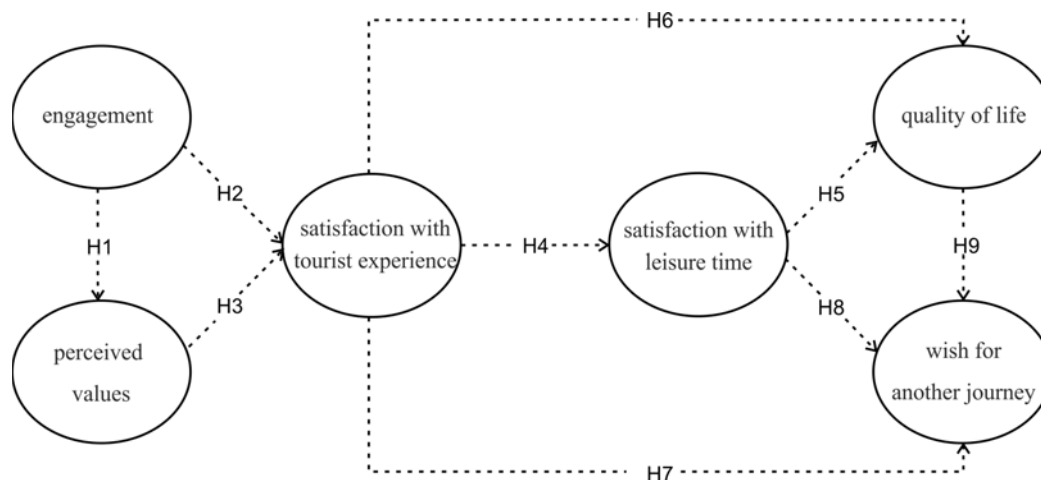 H6
engagement
quality of life
H2
H5
H1
satisfaction with
tourist experience
H4
satisfaction with
leisure time
H9
H3
H8
perceived
values
wish for
another journey
H7